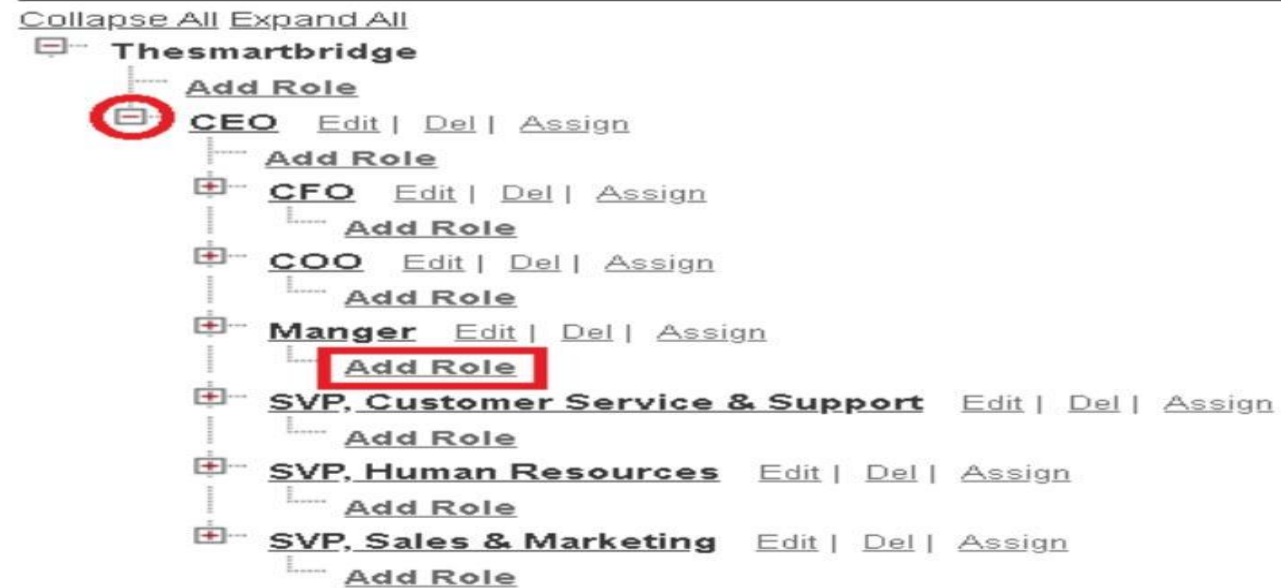 Collapse All Expand All
Thesmartbridge
Add Role
CEO Edit | Del | Assign
Add Role
CFO Edit | Del | Assign
Add Role
COO Edit | Del | Assign
Add Role
Manger Edit | Del | Assign
Add Role
SVP, Customer Service & Support Edit | Del | Assign
Add Role
SVP, Human Resources Edit | Del | Assign
Add Role
SVP, Sales & Marketing Edit | Del | Assign
Add Role